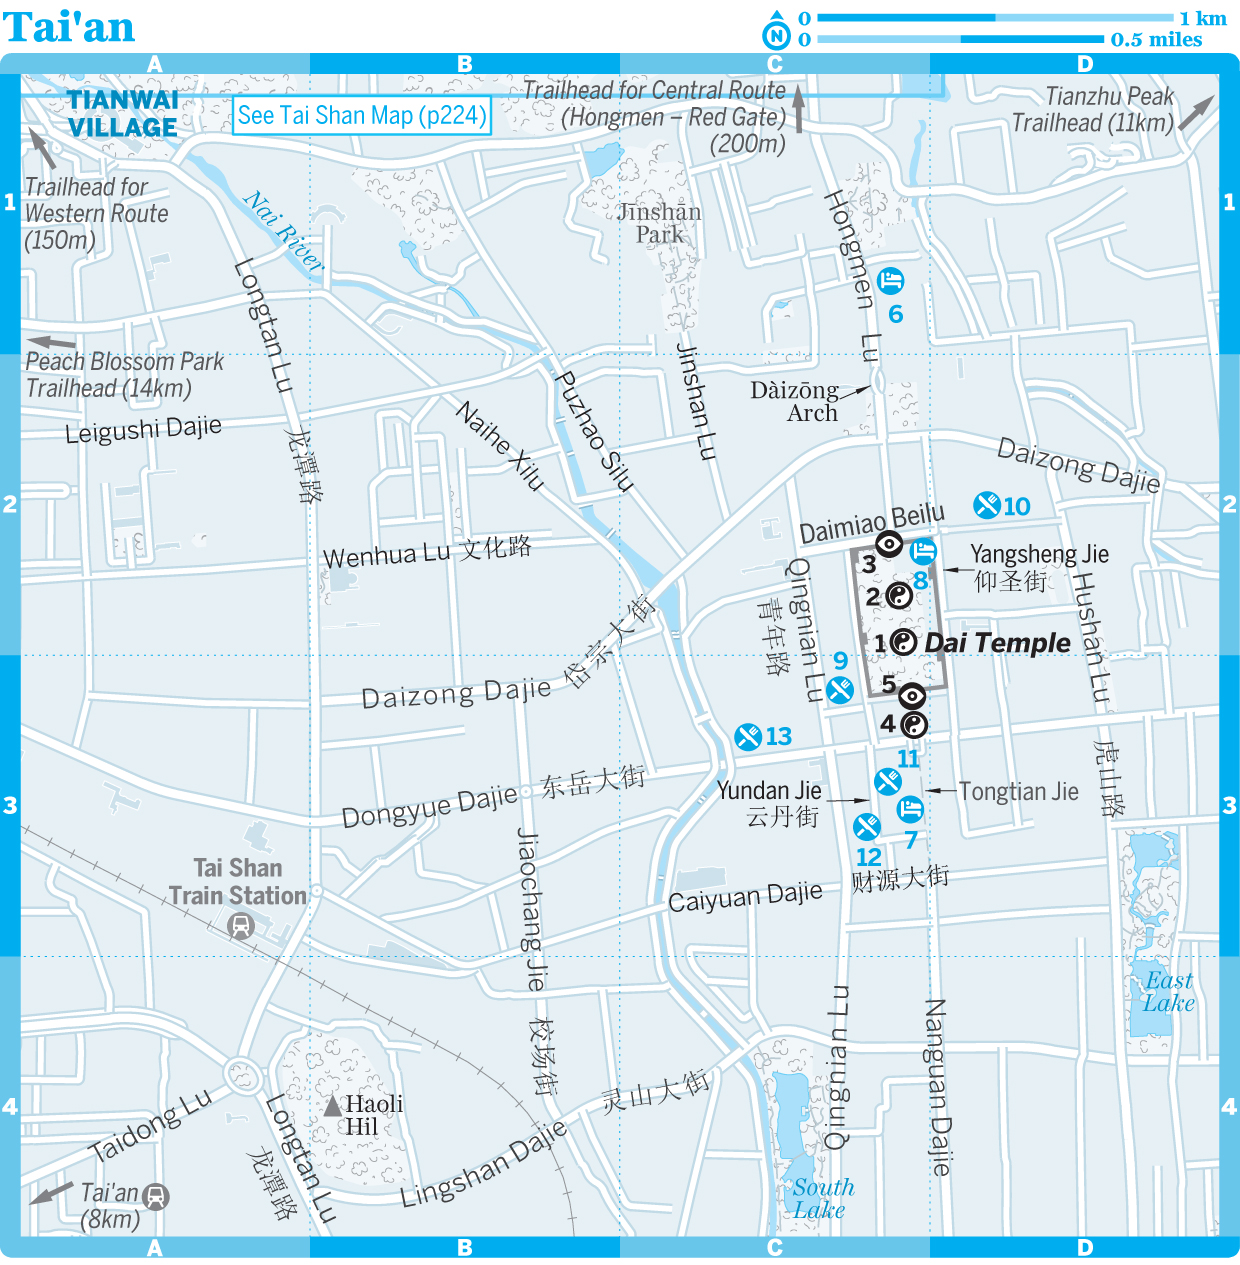 Tai'an
N
0
1 km
0
0.5 miles
A
B
C
D
1
1
2
2
3
3
4
4
A
B
C
D
TIANWAI
VILLAGE
See Tai Shan Map (p224)
Trailhead for Central Route
(Hongmen – Red Gate)
(200m)
Tianzhu Peak
Trailhead (11km)
Trailhead for
Western Route
(150m)
Nai River
Jīnshān
Park
Hongmen Lu
6
Longtan Lu
Peach Blossom Park
Trailhead (14km)
Leigushi Dajie
龙潭路
Naihe Xilu
Puzhao Silu
Jinshan Lu
Dàizōng
Arch
Daizong Dajie
10
Daimiao Beilu
Wenhua Lu 文化路
3
8
Yangsheng Jie
仰圣街
2
1
Dai Temple
Qingnian Lu
青年路
Hushan Lu
虎山路
9
5
4
Daizong Dajie
岱宗大街
13
11
Dongyue Dajie
东岳大街
Yundan Jie
云丹街
Tongtian Jie
7
12
Tai Shan
Train Station
Jiaochang Jie
校场街
Caiyuan Dajie
财源大街
East
Lake
Qingnian Lu
Nanguan Dajie
Haoli
Hil
灵山大街
Lingshan Dajie
Taidong Lu
Longtan Lu
龙潭路
Tai'an
(8km)
South
Lake